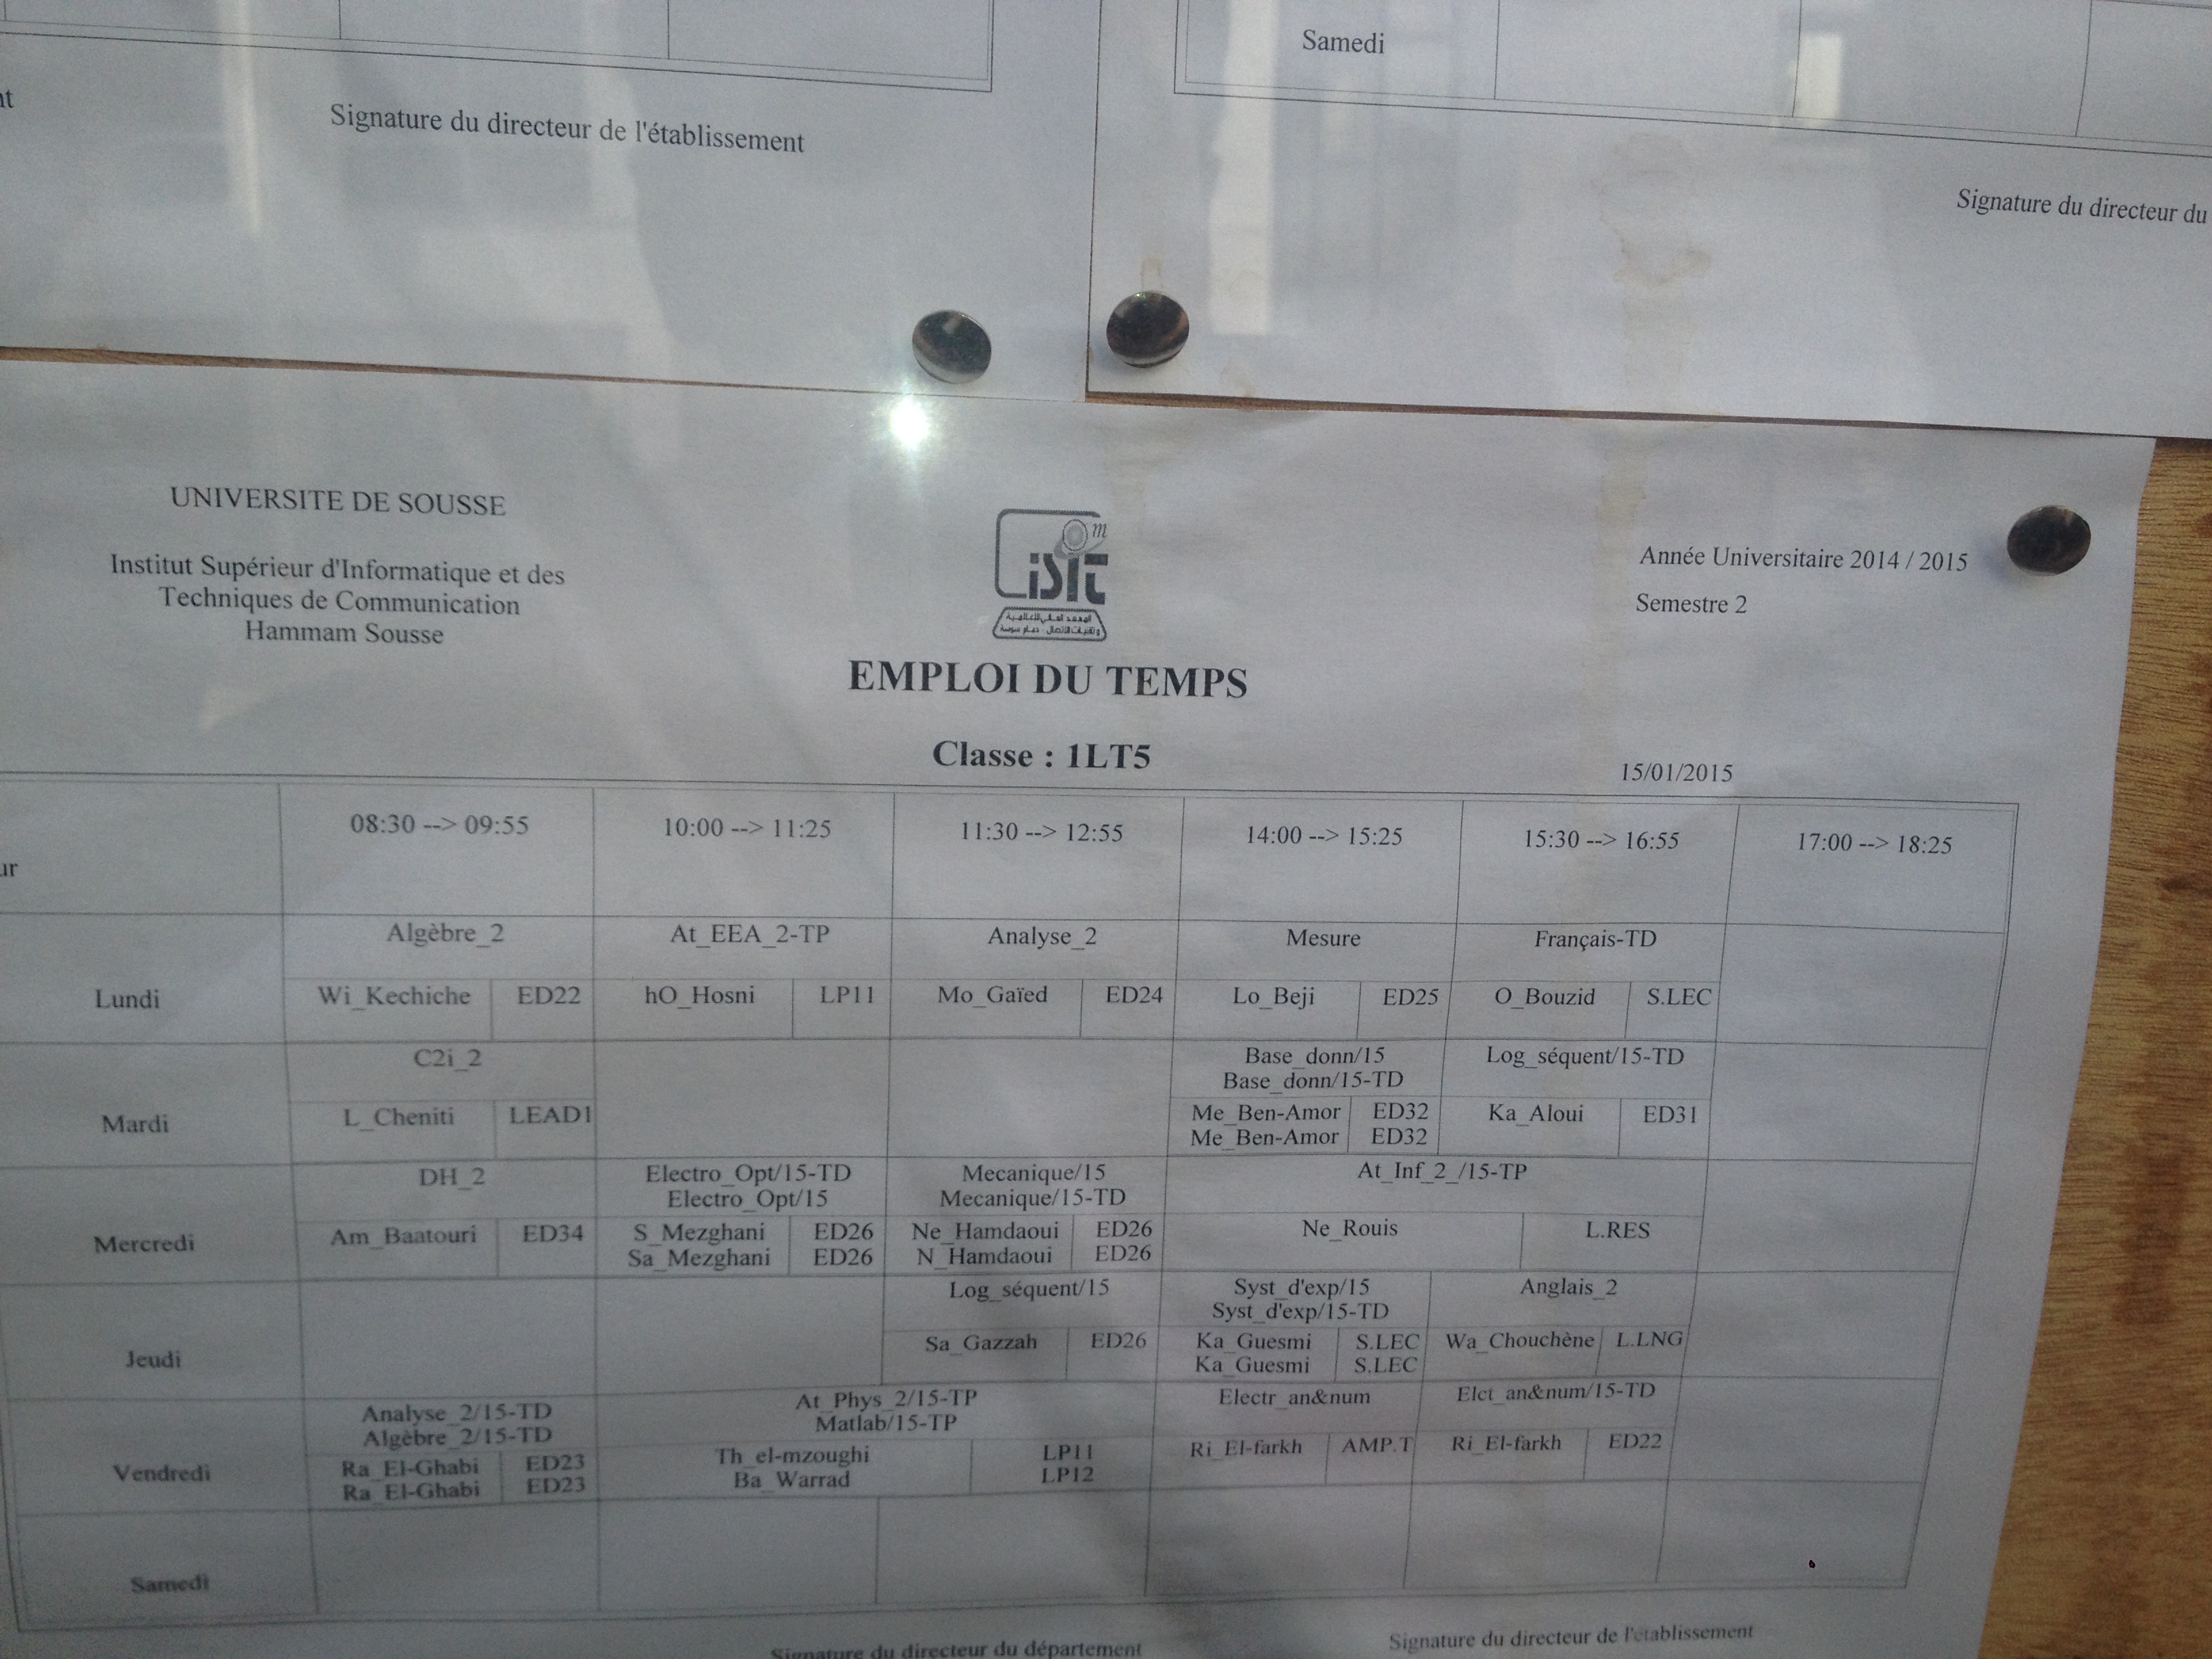 Samedi
Signature du directeur de l'établissement
Signature du directeur du
UNIVERSITE DE SOUSSE
Institut Supérieur d'Informatique et des
Techniques de Communication
Hammam Sousse
isit
m
المعهد العالي للإعلامية
و تقنيات الاتصال - حمام سوسة
Année Universitaire 2014 / 2015
Semestre 2
EMPLOI DU TEMPS
Classe : 1LT5
15/01/2015
08:30 --> 09:55 10:00 --> 11:25 11:30 --> 12:55 14:00 --> 15:25 15:30 --> 16:55 17:00 --> 18:25
Lundi
Algèbre_2 At_EEA_2-TP Analyse_2 Mesure Français-TD
Wi_Kechiche ED22 hO_Hosni LP11 Mo_Gaïed ED24 Lo_Beji ED25 O_Bouzid S.LEC
Mardi
C2i_2 Base_donn/15 Log_séquent/15-TD
Base_donn/15-TD
L_Cheniti LEAD1 Me_Ben-Amor ED32 Ka_Aloui ED31
Me_Ben-Amor ED32
Mercredi
DH_2 Electro_Opt/15-TD Mecanique/15 At_Inf_2_/15-TP
Electro_Opt/15 Mecanique/15-TD
Am_Baatouri ED34 S_Mezghani ED26 Ne_Hamdaoui ED26 Ne_Rouis L.RES
Sa_Mezghani ED26 N_Hamdaoui ED26
Jeudi
Log_séquent/15 Syst_d'exp/15 Anglais_2
Syst_d'exp/15-TD
Sa_Gazzah ED26 Ka_Guesmi S.LEC Wa_Chouchène L.LNG
Ka_Guesmi S.LEC
Vendredi
Analyse_2/15-TD At_Phys_2/15-TP Electr_an&num Elct_an&num/15-TD
Algèbre_2/15-TD Matlab/15-TP
Ra_El-Ghabi ED23 Th_el-mzoughi LP11 Ri_El-farkh AMP.T Ri_El-farkh ED22
Ra_El-Ghabi ED23 Ba_Warrad LP12
Samedi
Signature du directeur du département
Signature du directeur de l'établissement